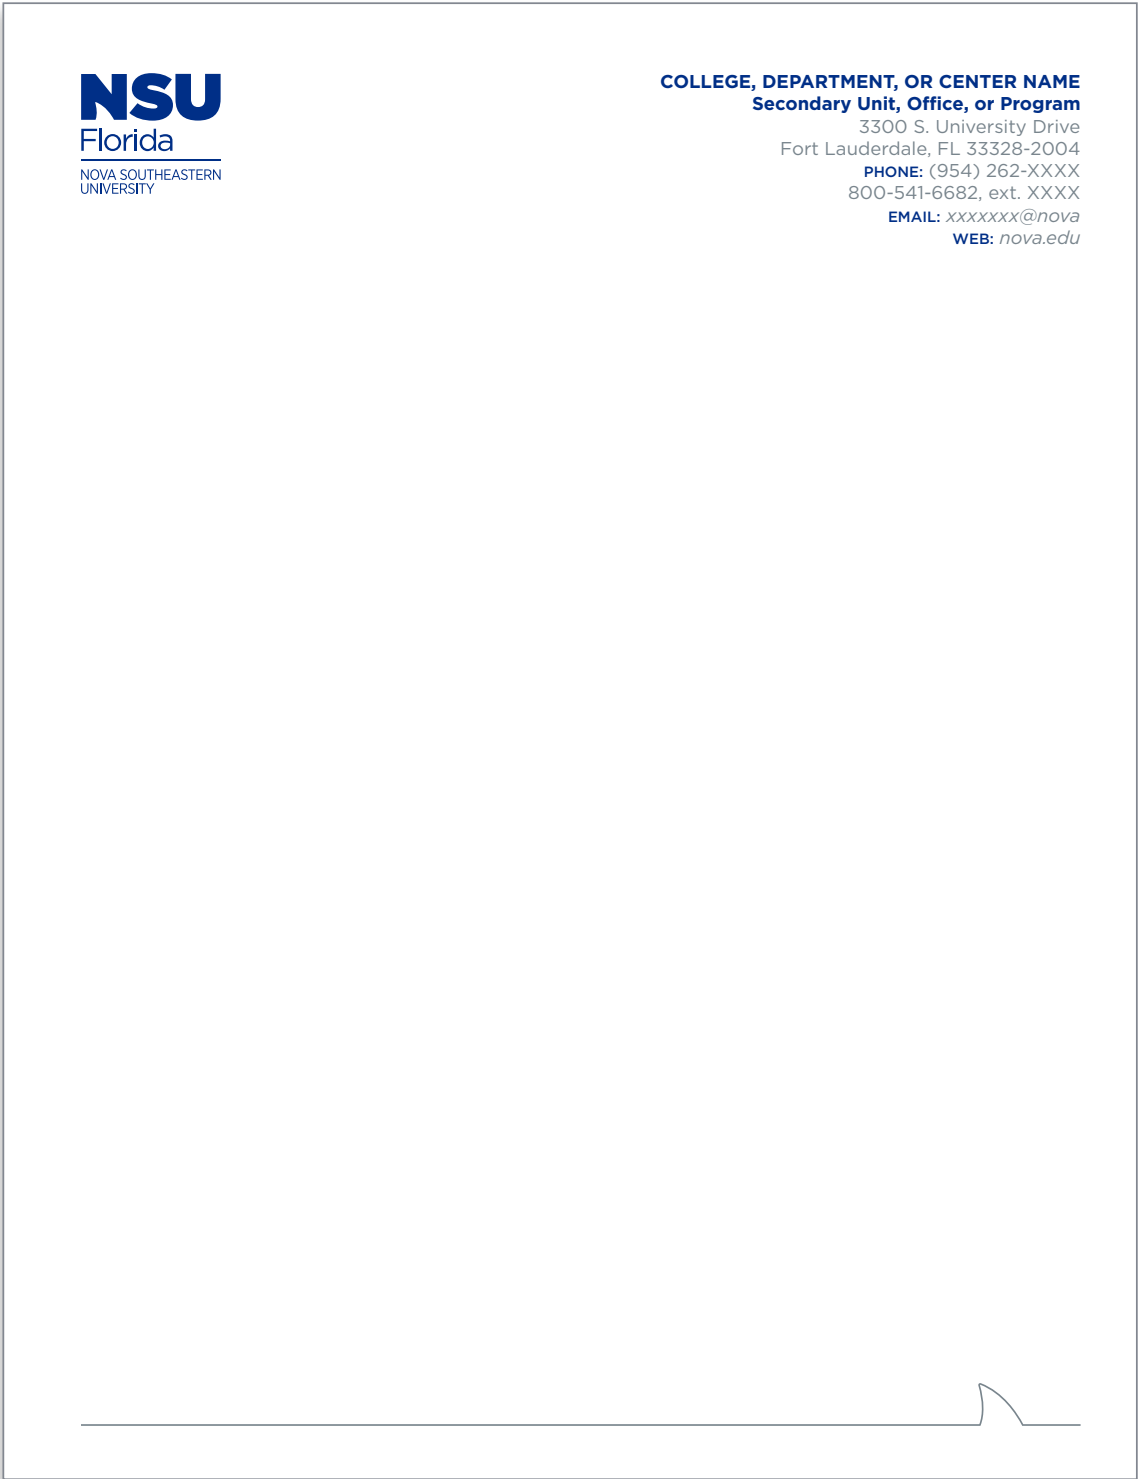 NSU
Florida
NOVA SOUTHEASTERN
UNIVERSITY
COLLEGE, DEPARTMENT, OR CENTER NAME
Secondary Unit, Office, or Program
3300 S. University Drive
Fort Lauderdale, FL 33328-2004
PHONE: (954) 262-XXXX
800-541-6682, ext. XXXX
EMAIL: xxxxxxx@nova
WEB: nova.edu